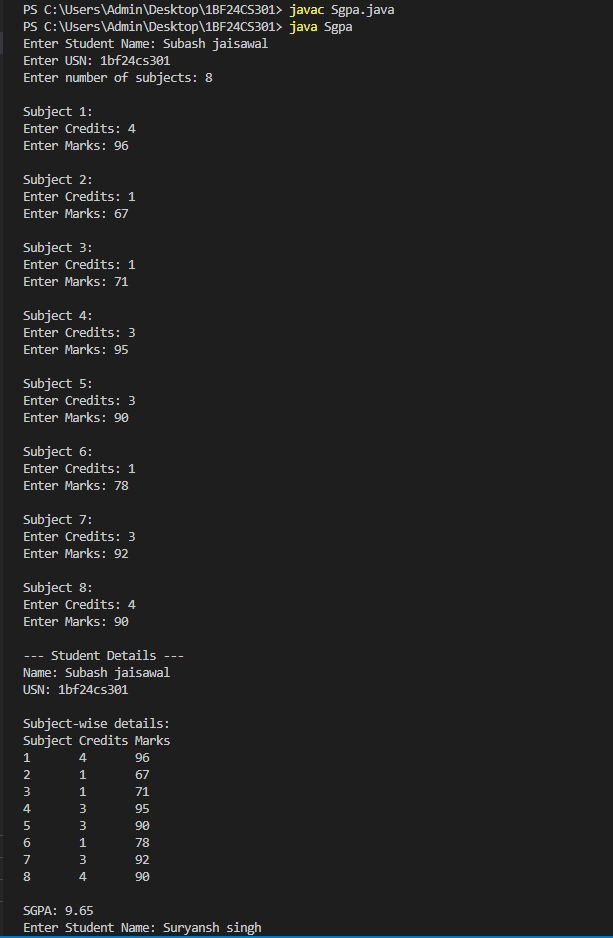 PS C:\Users\Admin\Desktop\1BF24CS301> javac Sgpa.java
PS C:\Users\Admin\Desktop\1BF24CS301> java Sgpa
Enter Student Name: Subash jaisawal
Enter USN: 1bf24cs301
Enter number of subjects: 8
Subject 1:
Enter Credits: 4
Enter Marks: 96
Subject 2:
Enter Credits: 1
Enter Marks: 67
Subject 3:
Enter Credits: 1
Enter Marks: 71
Subject 4:
Enter Credits: 3
Enter Marks: 95
Subject 5:
Enter Credits: 3
Enter Marks: 90
Subject 6:
Enter Credits: 1
Enter Marks: 78
Subject 7:
Enter Credits: 3
Enter Marks: 92
Subject 8:
Enter Credits: 4
Enter Marks: 90
--- Student Details ---
Name: Subash jaisawal
USN: 1bf24cs301
Subject-wise details:
Subject Credits Marks
1 4 96
2 1 67
3 1 71
4 3 95
5 3 90
6 1 78
7 3 92
8 4 90
SGPA: 9.65
Enter Student Name: Suryansh singh